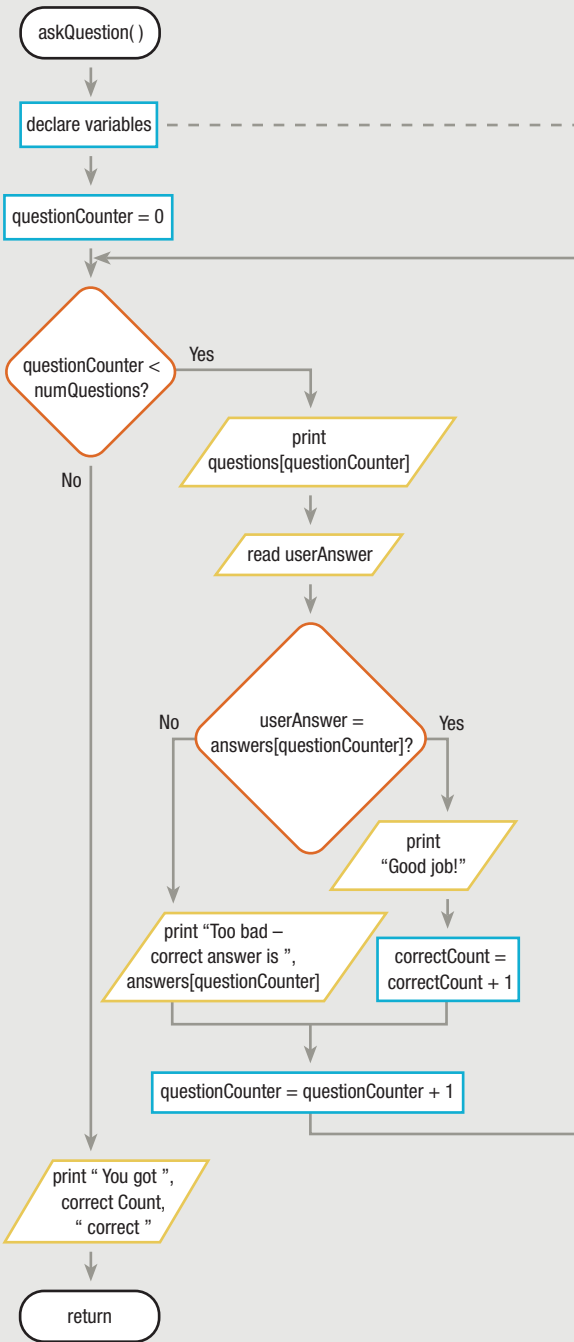 askQuestion( )
declare variables
questionCounter = 0
questionCounter <
numQuestions?
Yes
No
print
questions[questionCounter]
read userAnswer
userAnswer =
answers[questionCounter]?
No
Yes
print
“Good job!”
print “Too bad –
correct answer is ”,
answers[questionCounter]
correctCount =
correctCount + 1
questionCounter = questionCounter + 1
print “ You got ”,
correct Count,
“ correct ”
return